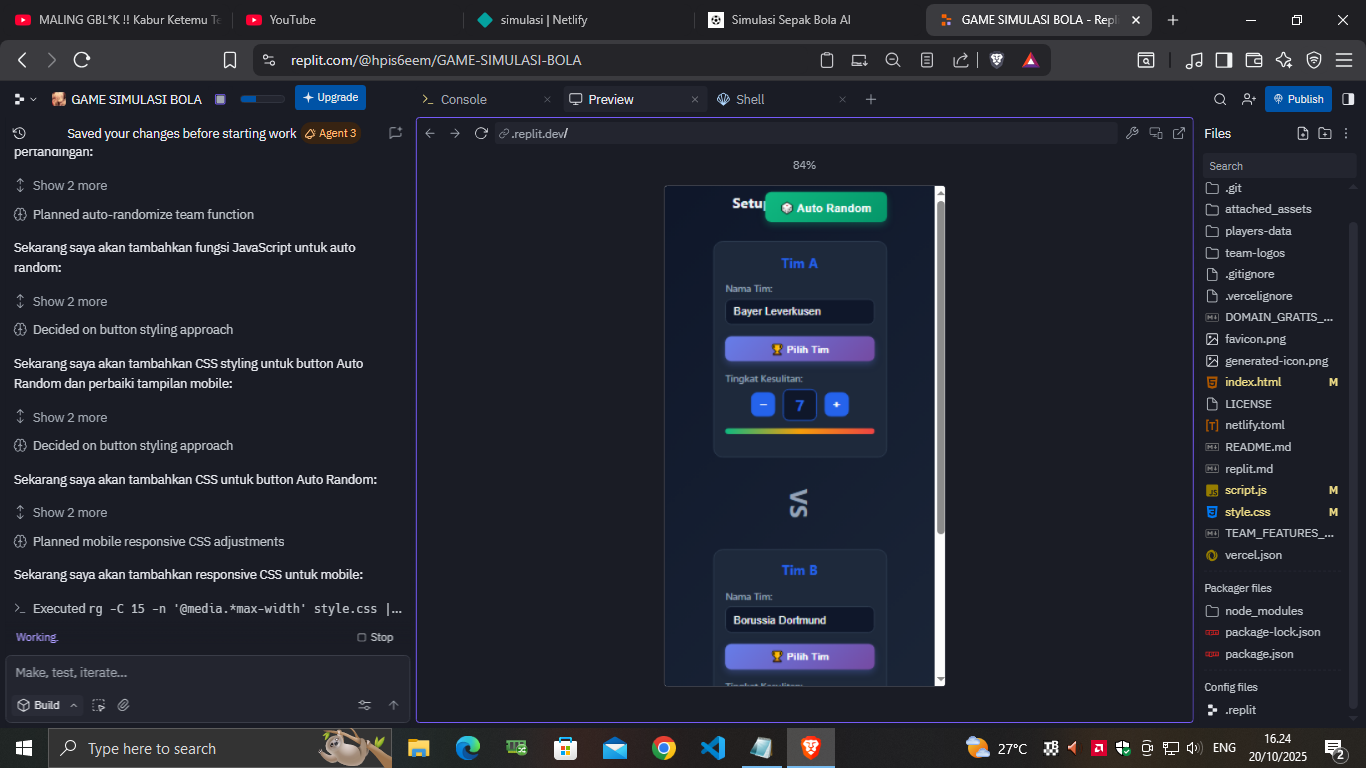 MALING GBL*K !! Kabur Ketemu Te
YouTube
simulasi | Netlify
Simulasi Sepak Bola AI
GAME SIMULASI BOLA - Repl
replit.com/@hpis6eem/GAME-SIMULASI-BOLA
GAME SIMULASI BOLA
Upgrade
Console
Preview
Shell
Publish
Saved your changes before starting work
Agent 3
.replit.dev/
Files
pertandingan:
Show 2 more
Planned auto-randomize team function
Sekarang saya akan tambahkan fungsi JavaScript untuk auto
random:
Show 2 more
Decided on button styling approach
Sekarang saya akan tambahkan CSS styling untuk button Auto
Random dan perbaiki tampilan mobile:
Show 2 more
Decided on button styling approach
Sekarang saya akan tambahkan CSS untuk button Auto Random:
Show 2 more
Planned mobile responsive CSS adjustments
Sekarang saya akan tambahkan responsive CSS untuk mobile:
Executed rg -C 15 -n '@media.*max-width' style.css |...
Working.
Stop
Make, test, iterate...
Build
84%
Setup
Auto Random
Tim A
Nama Tim:
Bayer Leverkusen
Pilih Tim
Tingkat Kesulitan:
− 7 +
VS
Tim B
Nama Tim:
Borussia Dortmund
Pilih Tim
Tingkat Kesulitan:
Search
.git
attached_assets
players-data
team-logos
.gitignore
.vercelignore
DOMAIN_GRATIS_...
favicon.png
generated-icon.png
index.html M
LICENSE
netlify.toml
README.md
replit.md
script.js M
style.css M
TEAM_FEATURES_...
vercel.json
Packager files
node_modules
package-lock.json
package.json
Config files
.replit
Type here to search
27°C
ENG
16.24
20/10/2025
2